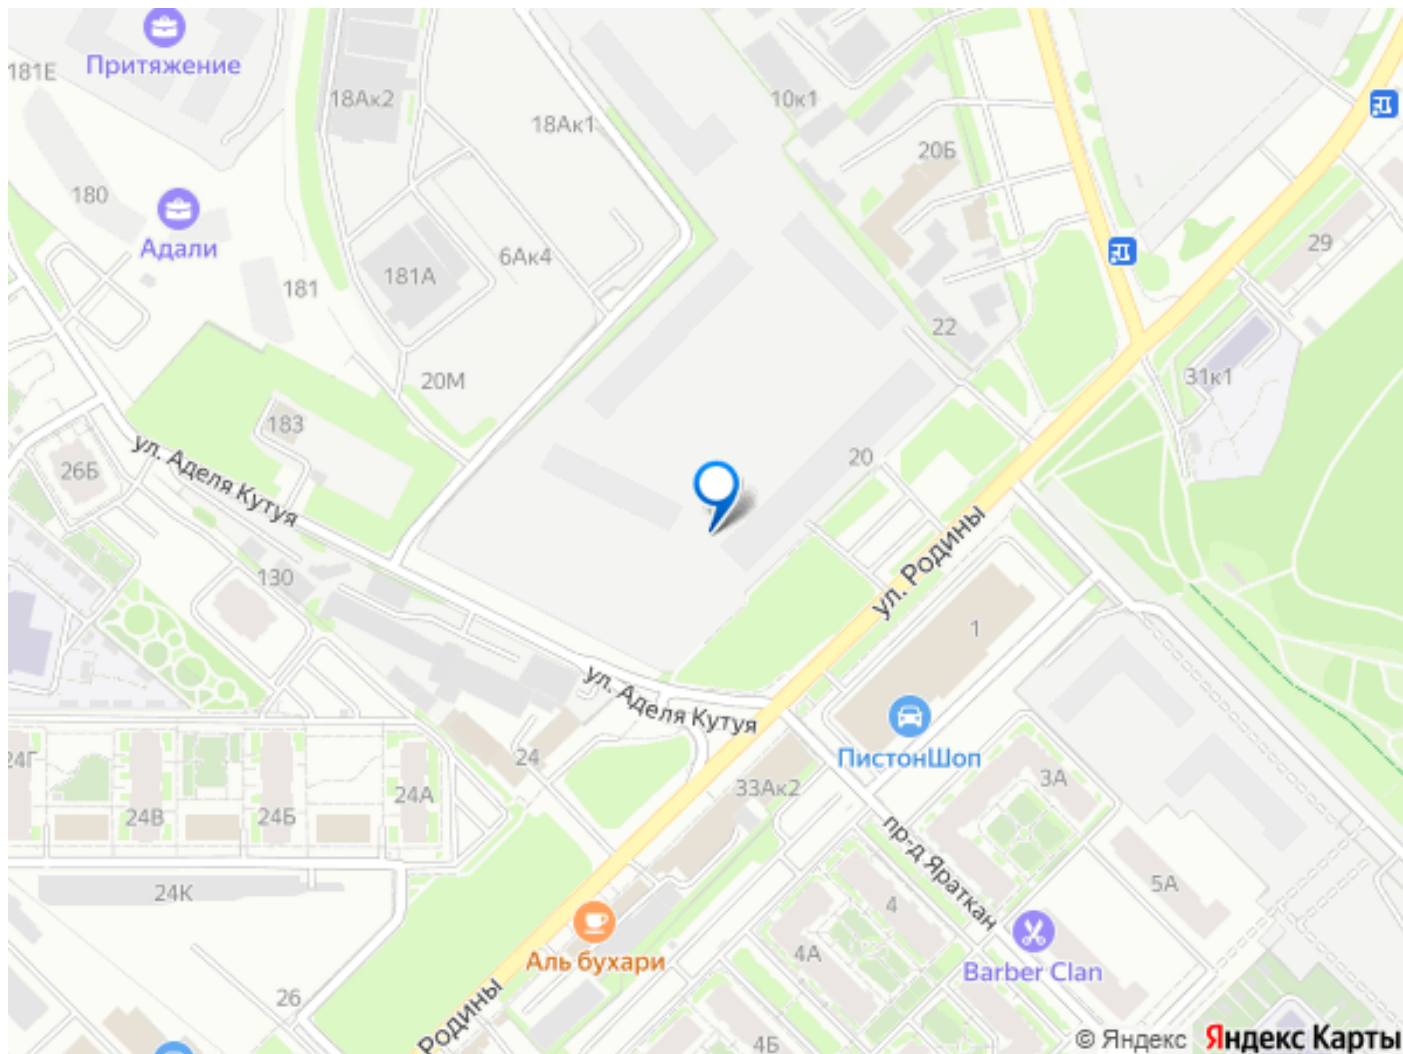 Притяжение
181Е
18Ак2
10к1
18Ак1
20Б
180
Адали
29
6Ак4
181А
181
22
20М
31к1
183
ул. Аделя Кутуя
20
26Б
ул. Родины
130
1
ул. Аделя Кутуя
24Г
24
ПистонШоп
3А
33Ак2
24А
24В
24Б
пр-д Яраткан
24К
5А
4
Аль бухари
4А
Barber Clan
26
Родины
4Б
© Яндекс Яндекс Карты